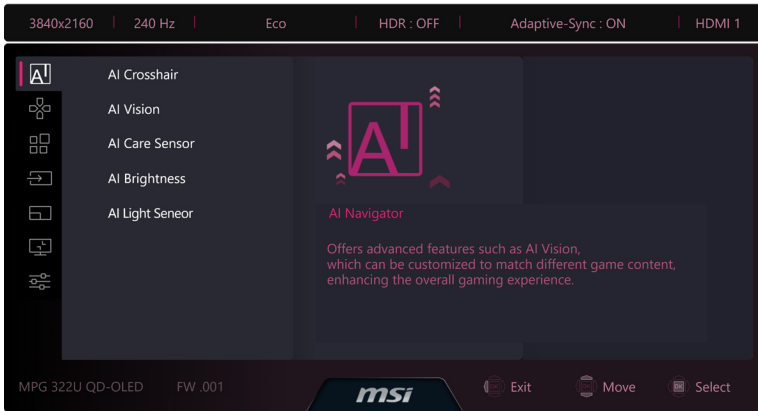 3840x2160 240 Hz Eco HDR : OFF Adaptive-Sync : ON HDMI 1
AI
AI Crosshair
AI Vision
AI Care Sensor
AI Brightness
AI Light Seneor
AI
AI Navigator
Offers advanced features such as AI Vision,
which can be customized to match different game content,
enhancing the overall gaming experience.
MPG 322U QD-OLED FW .001
msi
Exit Move OK Select